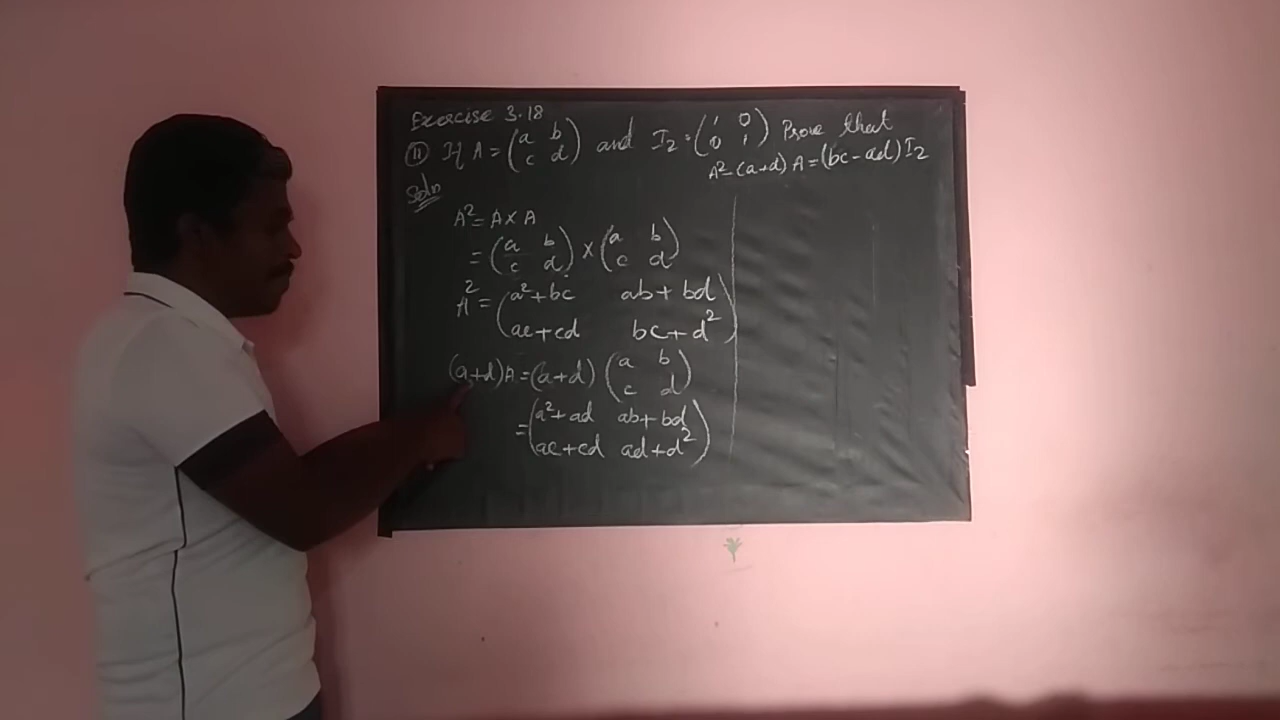 Exercise 3.18
⑪ If A = (a b and I₂ = (1 0 Prove that
c d) 0 1)
A² - (a+d) A = (bc - ad) I₂
Soln
A² = A × A
= (a b × (a b
c d) c d)
A² = (a² + bc ab + bd
ac + cd bc + d²)
(a+d)A = (a+d) (a b
c d)
= (a² + ad ab + bd
ac + cd ad + d²)